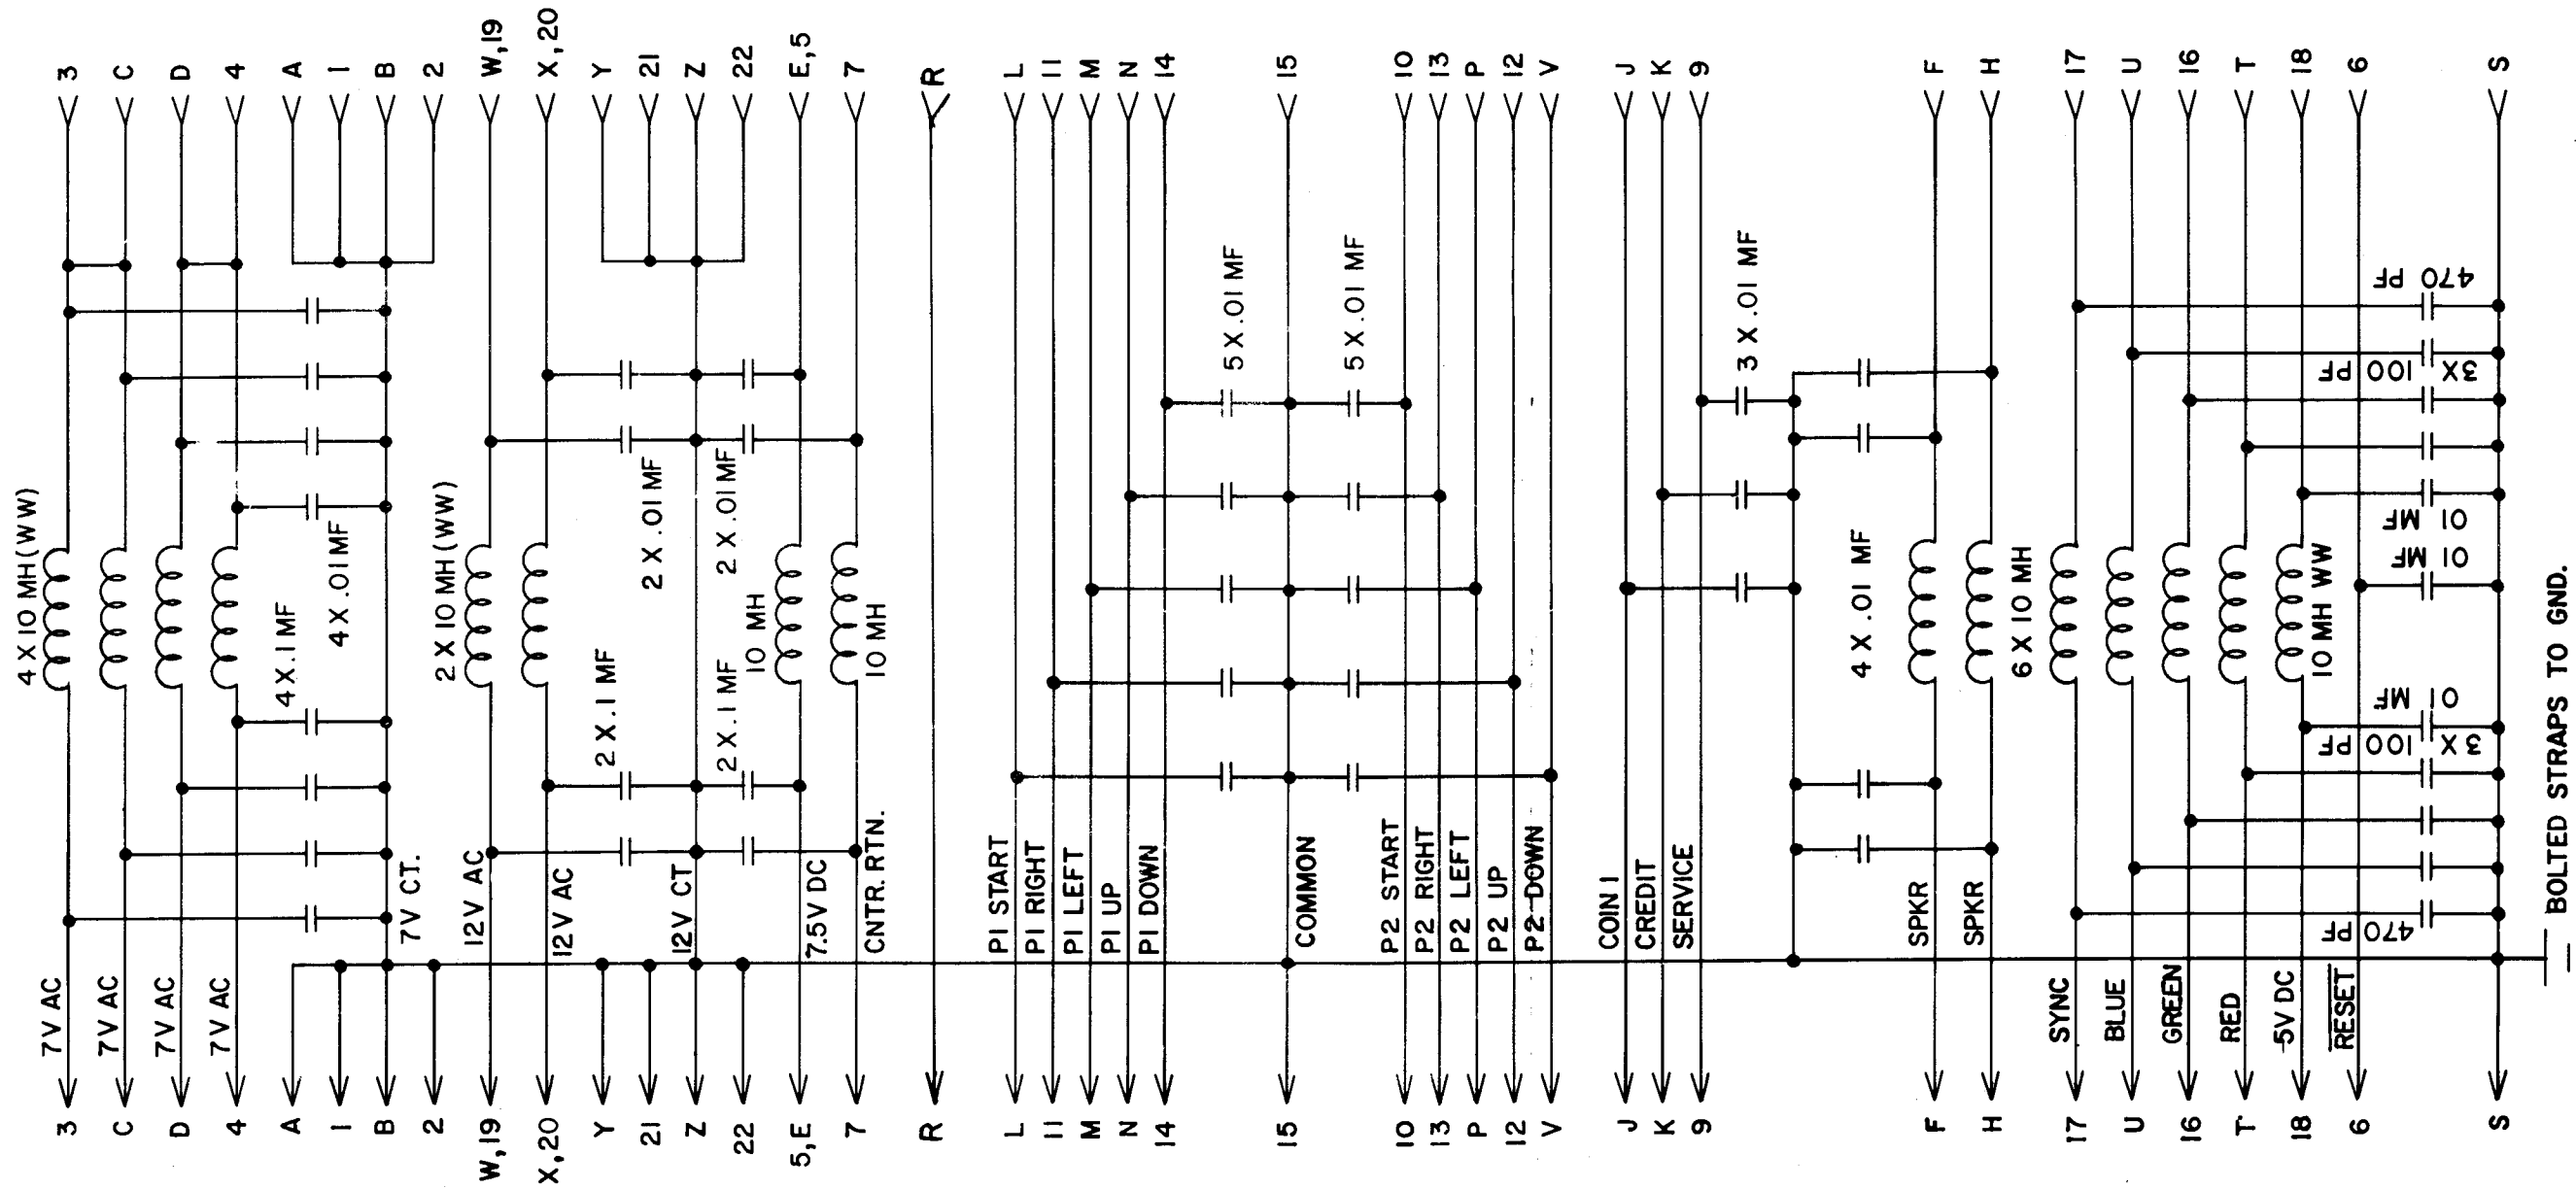 3
C
D
4
A
1
B
2
W,19
X,20
Y
21
Z
22
E,5
7
R
L
11
M
N
14
15
10
13
P
12
V
J
K
9
F
H
17
U
16
T
18
6
S
4 X 10 MH (WW)
4 X .01 MF
4 X .1 MF
2 X 10 MH (WW)
2 X .01 MF
2 X .01 MF
2 X .1 MF
2 X .1 MF
10 MH
10 MH
5 X .01 MF
5 X .01 MF
3 X .01 MF
4 X .01 MF
6 X 10 MH
10 MH WW
470 PF
3X 100 PF
01 MF
01 MF
01 MF
3 X 100 PF
470 PF
7V AC
7V AC
7V AC
7V AC
7V CT.
12V AC
12V AC
12V CT
7.5V DC
CNTR. RTN.
P1 START
P1 RIGHT
P1 LEFT
P1 UP
P1 DOWN
COMMON
P2 START
P2 RIGHT
P2 LEFT
P2 UP
P2 DOWN
COIN 1
CREDIT
SERVICE
SPKR
SPKR
SYNC
BLUE
GREEN
RED
-5V DC
RESET
BOLTED STRAPS TO GND.
3
C
D
4
A
1
B
2
W,19
X,20
Y
21
Z
22
5,E
7
R
L
11
M
N
14
15
10
13
P
12
V
J
K
9
F
H
17
U
16
T
18
6
S